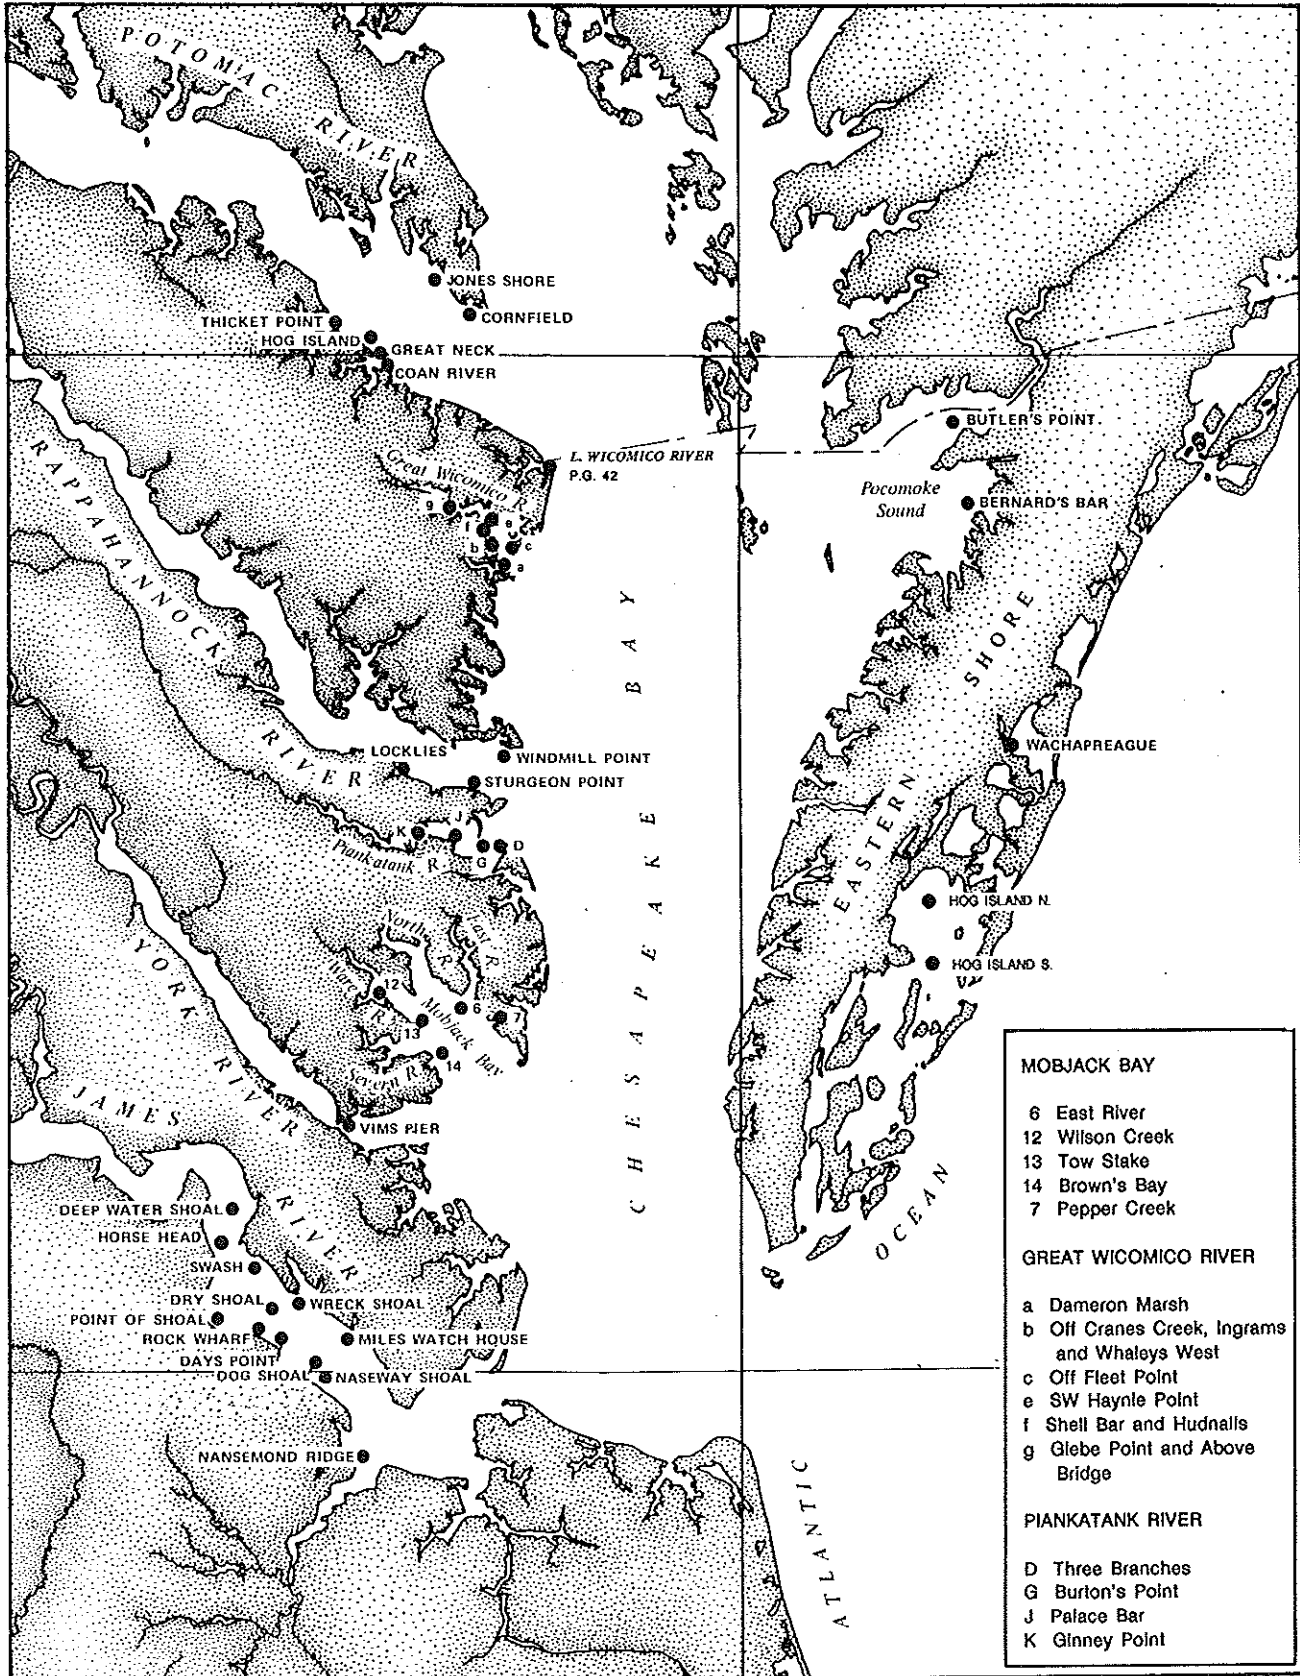 POTOMAC
RIVER
JONES SHORE
CORNFIELD
THICKET POINT
HOG ISLAND
GREAT NECK
COAN RIVER
BUTLER'S POINT
L. WICOMICO RIVER
P.G. 42
Great Wicomico R.
g
e
f
b
c
a
Pocomoke
Sound
BERNARD'S BAR
RAPPAHANNOCK
RIVER
CHESAPEAKE BAY
EASTERN SHORE
LOCKLIES
WINDMILL POINT
STURGEON POINT
WACHAPREAGUE
K
J
G
D
Piankatank R.
HOG ISLAND N.
HOG ISLAND S.
North R.
East R.
Ware R.
12
6
7
13
14
Mobjack Bay
Severn R.
YORK
RIVER
VIMS PIER
JAMES
RIVER
DEEP WATER SHOAL
HORSE HEAD
SWASH
DRY SHOAL
WRECK SHOAL
POINT OF SHOAL
ROCK WHARF
MILES WATCH HOUSE
DAYS POINT
DOG SHOAL
NASEWAY SHOAL
NANSEMOND RIDGE
ATLANTIC
OCEAN
MOBJACK BAY
6 East River
12 Wilson Creek
13 Tow Stake
14 Brown's Bay
7 Pepper Creek
GREAT WICOMICO RIVER
a Dameron Marsh
b Off Cranes Creek, Ingrams
and Whaleys West
c Off Fleet Point
e SW Haynie Point
f Shell Bar and Hudnalls
g Glebe Point and Above
Bridge
PIANKATANK RIVER
D Three Branches
G Burton's Point
J Palace Bar
K Ginney Point